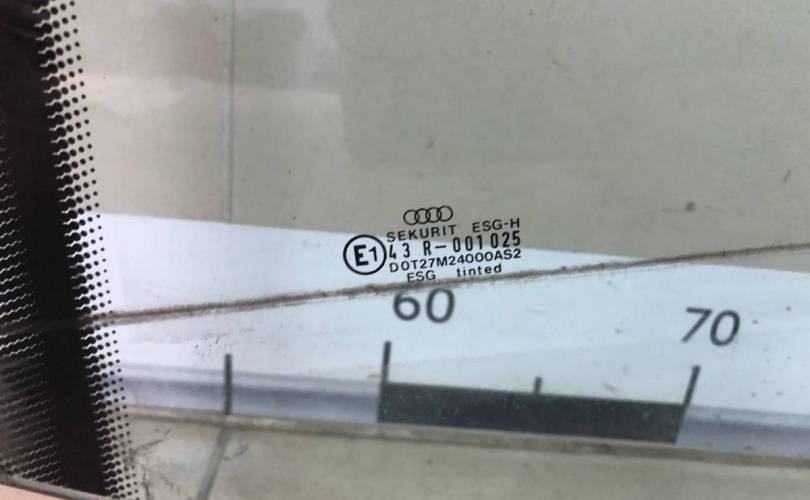 SEKURIT ESG-H
E1 43 R-001025
DOT27M24000AS2
ESG tinted
60 70